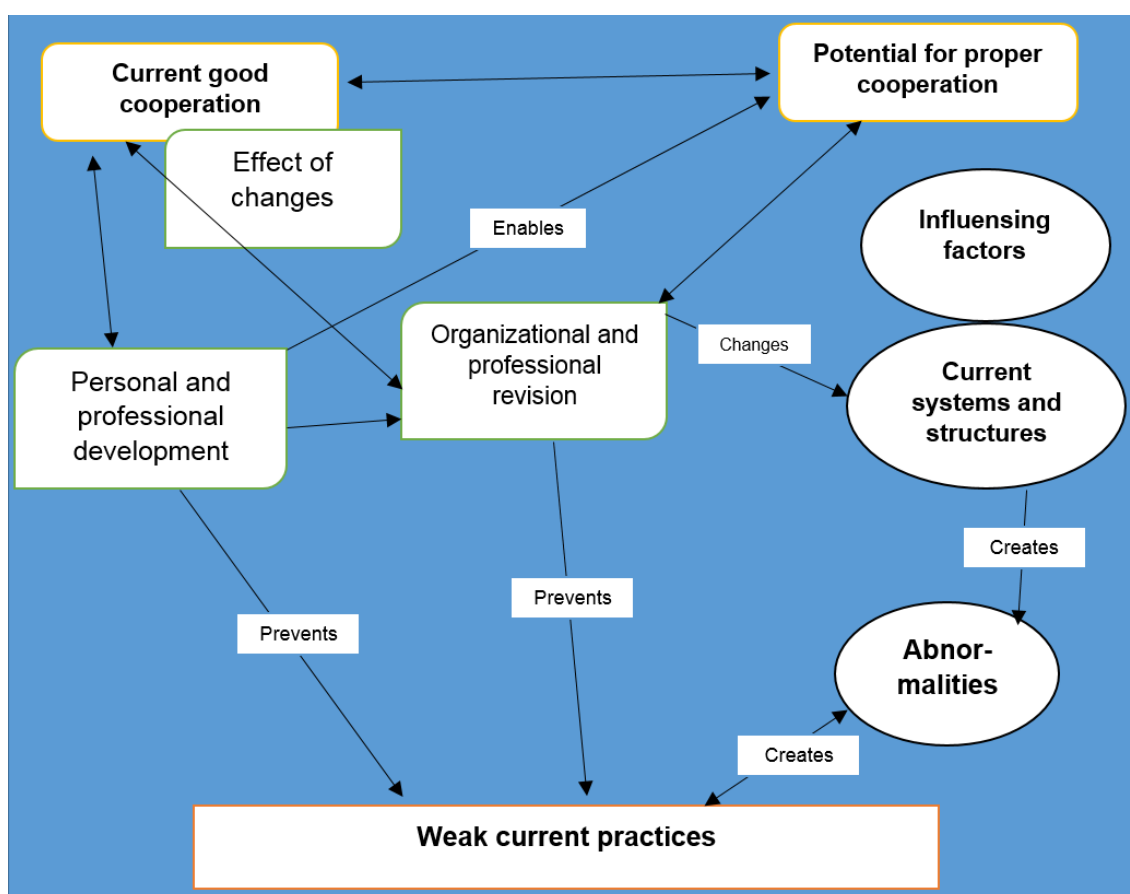 Current good
cooperation
Potential for proper
cooperation
Effect of
changes
Influensing
factors
Enables
Organizational and
professional
revision
Changes
Personal and
professional
development
Current
systems and
structures
Creates
Prevents
Prevents
Abnor-
malities
Creates
Weak current practices